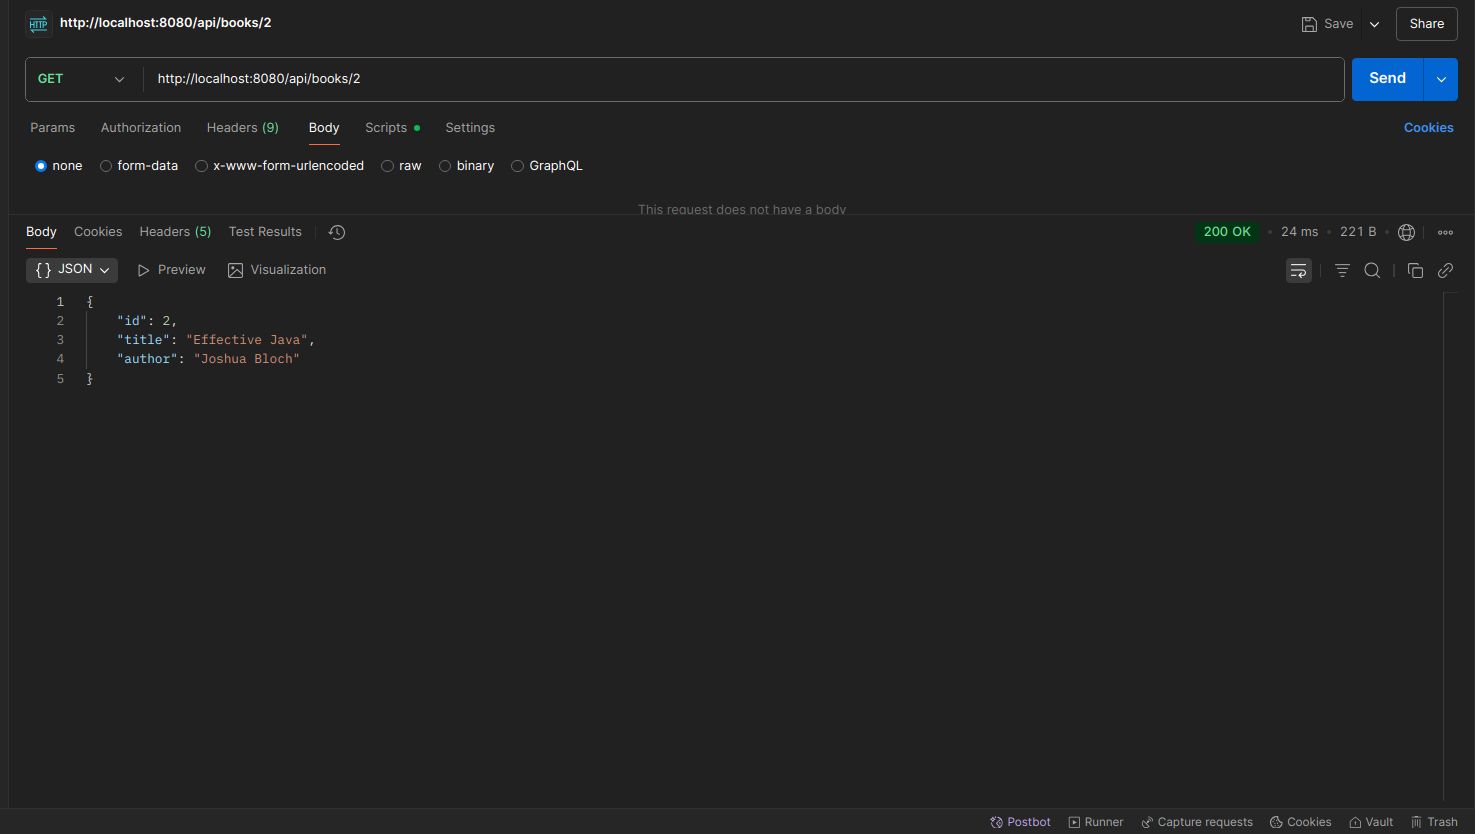 HTTP http://localhost:8080/api/books/2 Save Share
GET http://localhost:8080/api/books/2 Send
Params Authorization Headers (9) Body Scripts Settings Cookies
none form-data x-www-form-urlencoded raw binary GraphQL
This request does not have a body
Body Cookies Headers (5) Test Results 200 OK • 24 ms • 221 B •
{} JSON Preview Visualization
1 {
2 "id": 2,
3 "title": "Effective Java",
4 "author": "Joshua Bloch"
5 }
Postbot Runner Capture requests Cookies Vault Trash